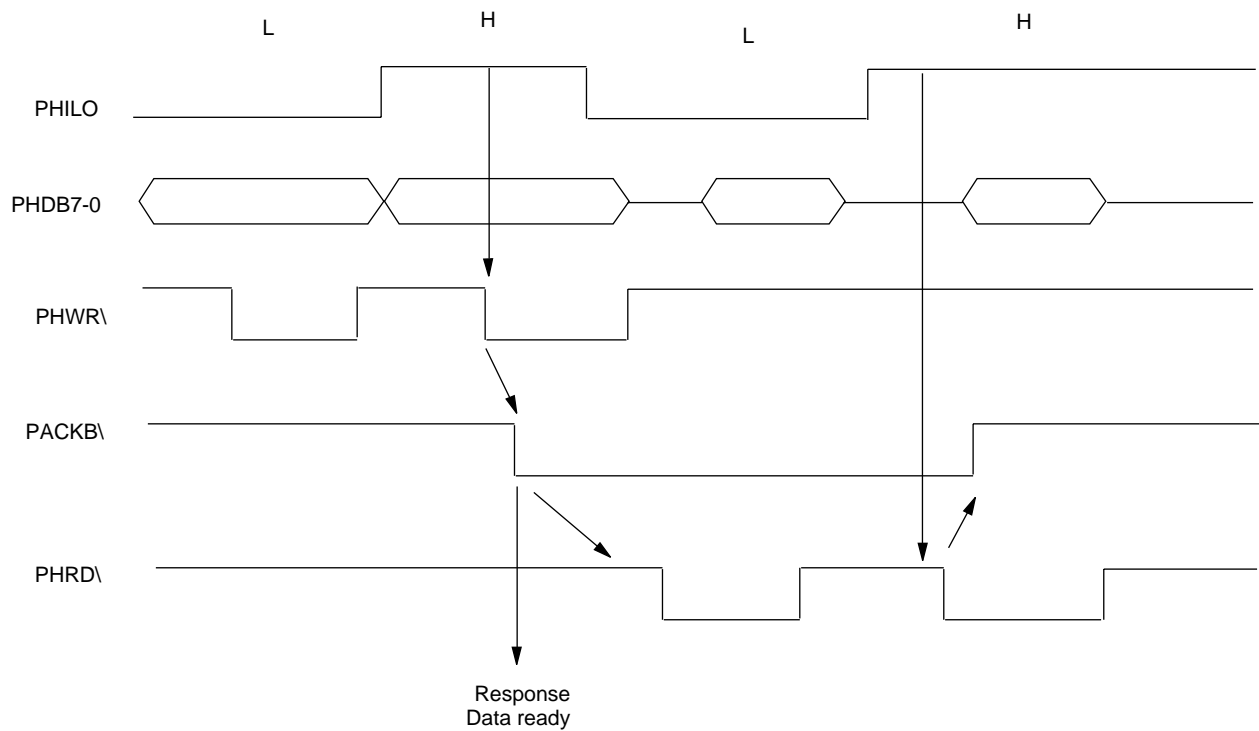 L
H
L
H
PHILO
PHDB7-0
PHWR\
PACKB\
PHRD\
Response
Data ready